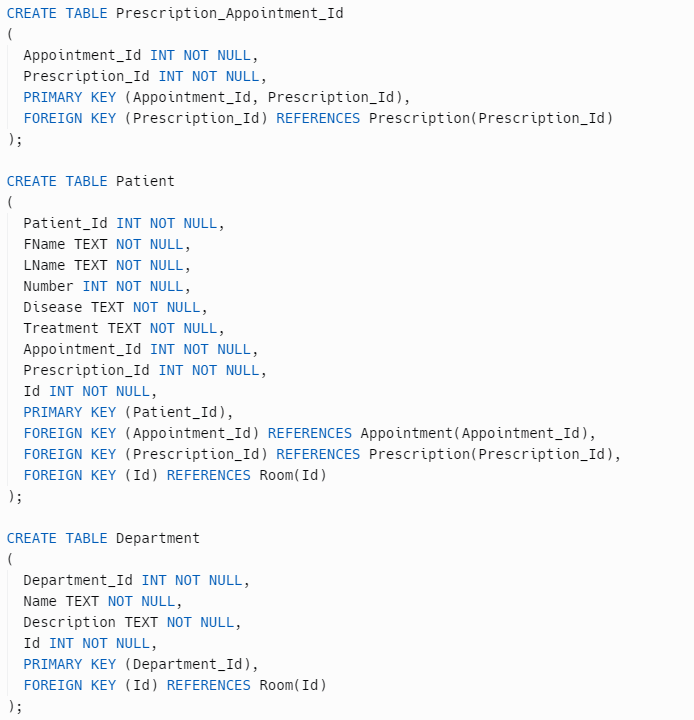 CREATE TABLE Prescription_Appointment_Id
(
  Appointment_Id INT NOT NULL,
  Prescription_Id INT NOT NULL,
  PRIMARY KEY (Appointment_Id, Prescription_Id),
  FOREIGN KEY (Prescription_Id) REFERENCES Prescription(Prescription_Id)
);

CREATE TABLE Patient
(
  Patient_Id INT NOT NULL,
  FName TEXT NOT NULL,
  LName TEXT NOT NULL,
  Number INT NOT NULL,
  Disease TEXT NOT NULL,
  Treatment TEXT NOT NULL,
  Appointment_Id INT NOT NULL,
  Prescription_Id INT NOT NULL,
  Id INT NOT NULL,
  PRIMARY KEY (Patient_Id),
  FOREIGN KEY (Appointment_Id) REFERENCES Appointment(Appointment_Id),
  FOREIGN KEY (Prescription_Id) REFERENCES Prescription(Prescription_Id),
  FOREIGN KEY (Id) REFERENCES Room(Id)
);

CREATE TABLE Department
(
  Department_Id INT NOT NULL,
  Name TEXT NOT NULL,
  Description TEXT NOT NULL,
  Id INT NOT NULL,
  PRIMARY KEY (Department_Id),
  FOREIGN KEY (Id) REFERENCES Room(Id)
);